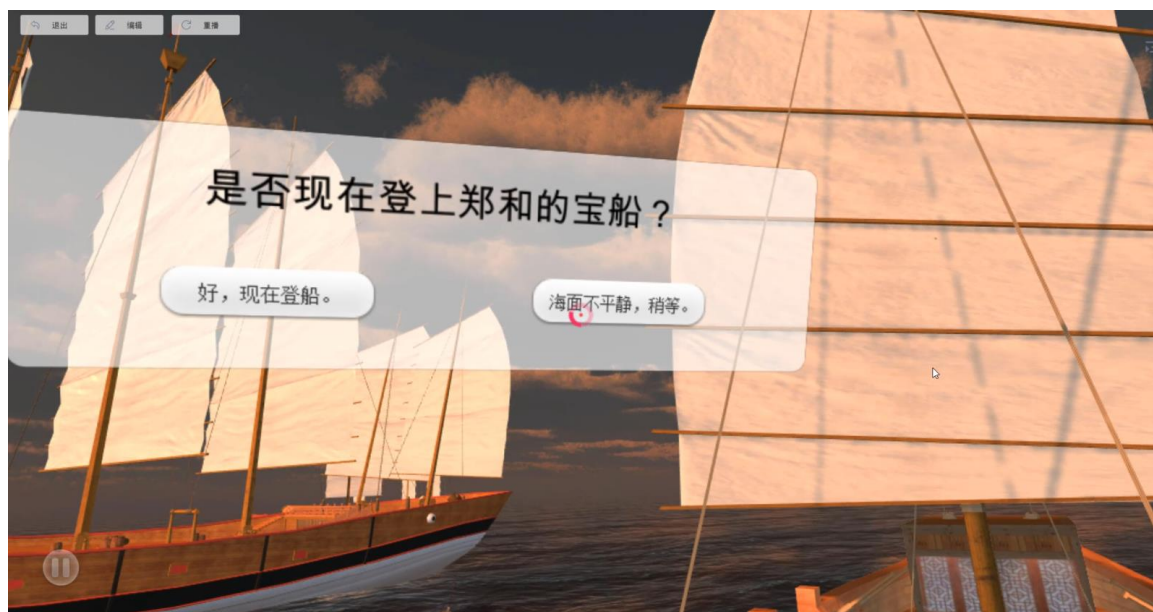 退出
编辑
重播
是否现在登上郑和的宝船？
好，现在登船。
海面不平静，稍等。